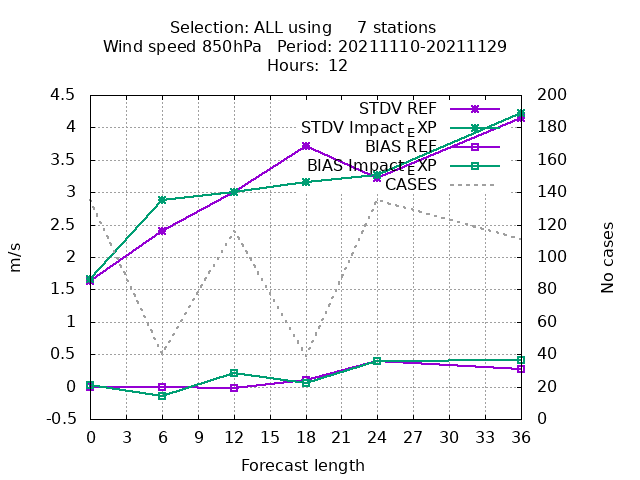 Selection: ALL using     7 stations
Wind speed 850hPa   Period: 20211110-20211129
Hours:  12
4.5
4
3.5
3
2.5
2
1.5
1
0.5
0
-0.5
m/s
STDV REF
STDV Impact_EXP
BIAS REF
BIAS Impact_EXP
CASES
200
180
160
140
120
100
80
60
40
20
0
No cases
0 3 6 9 12 15 18 21 24 27 30 33 36
Forecast length